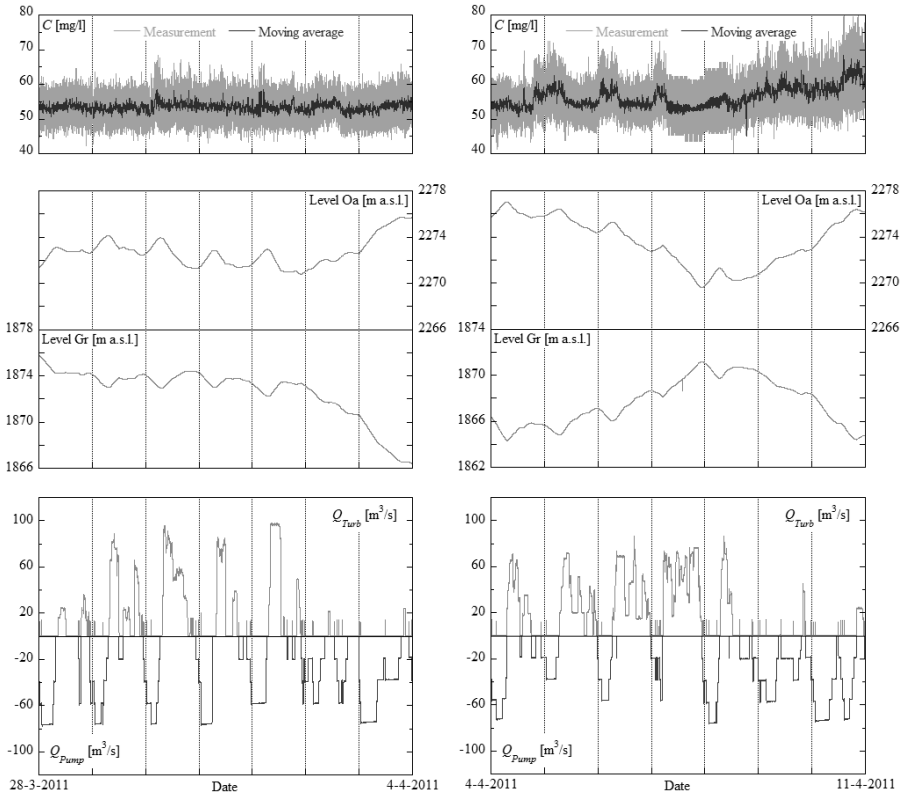 C [mg/l]
Measurement
Moving average
80
70
60
50
40
Level Oa [m a.s.l.]
2278
2274
2270
2266
1878
Level Gr [m a.s.l.]
1874
1870
1866
100
60
20
-20
-60
-100
Q_Turb [m³/s]
Q_Pump [m³/s]
28-3-2011
Date
4-4-2011
C [mg/l]
Measurement
Moving average
80
70
60
50
40
Level Oa [m a.s.l.]
2278
2274
2270
2266
1874
Level Gr [m a.s.l.]
1870
1866
1862
100
60
20
-20
-60
-100
Q_Turb [m³/s]
Q_Pump [m³/s]
4-4-2011
Date
11-4-2011